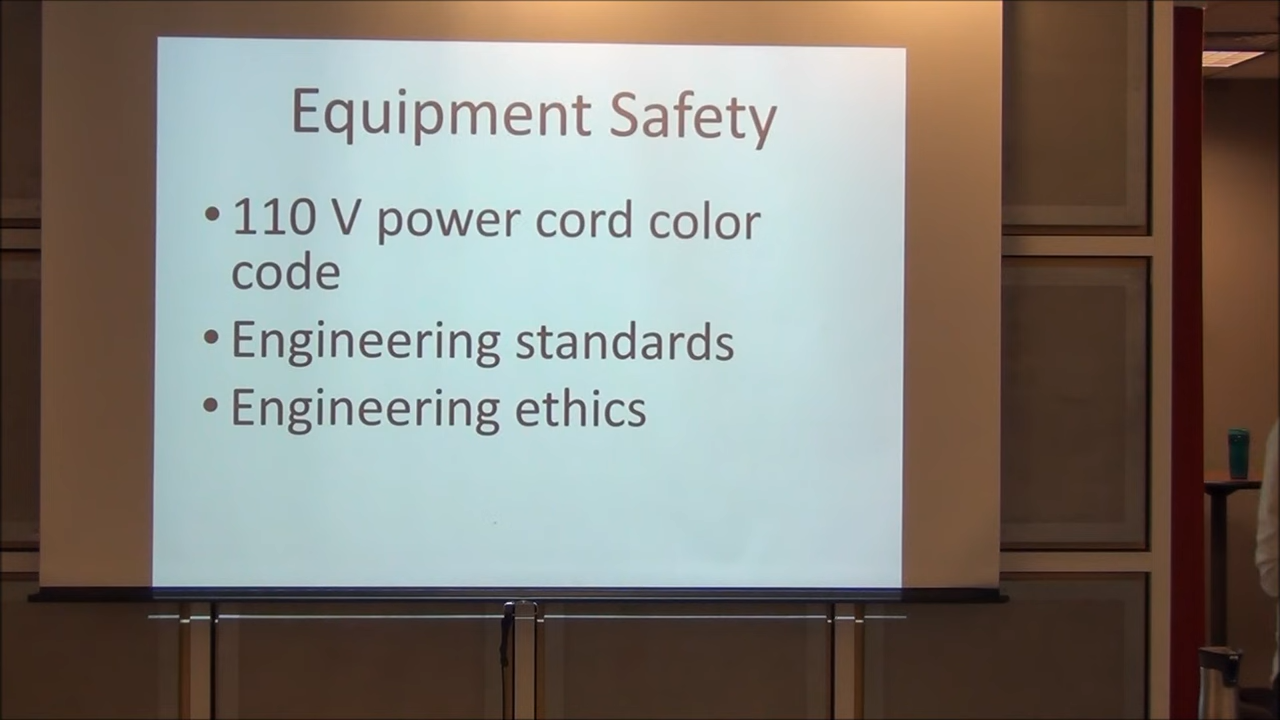 Equipment Safety
• 110 V power cord color
code
• Engineering standards
• Engineering ethics